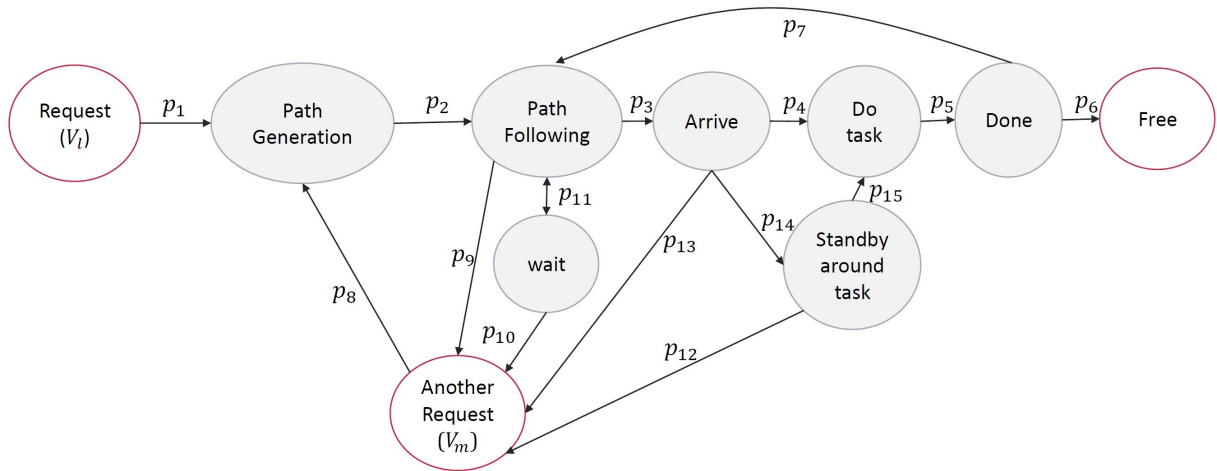 p₇
Request
(Vₗ)
p₁
Path
Generation
p₂
Path
Following
p₃
Arrive
p₄
Do
task
p₅
Done
p₆
Free
p₁₁
p₁₅
p₁₄
p₁₃
Standby
around
task
wait
p₉
p₈
p₁₀
p₁₂
Another
Request
(Vₘ)